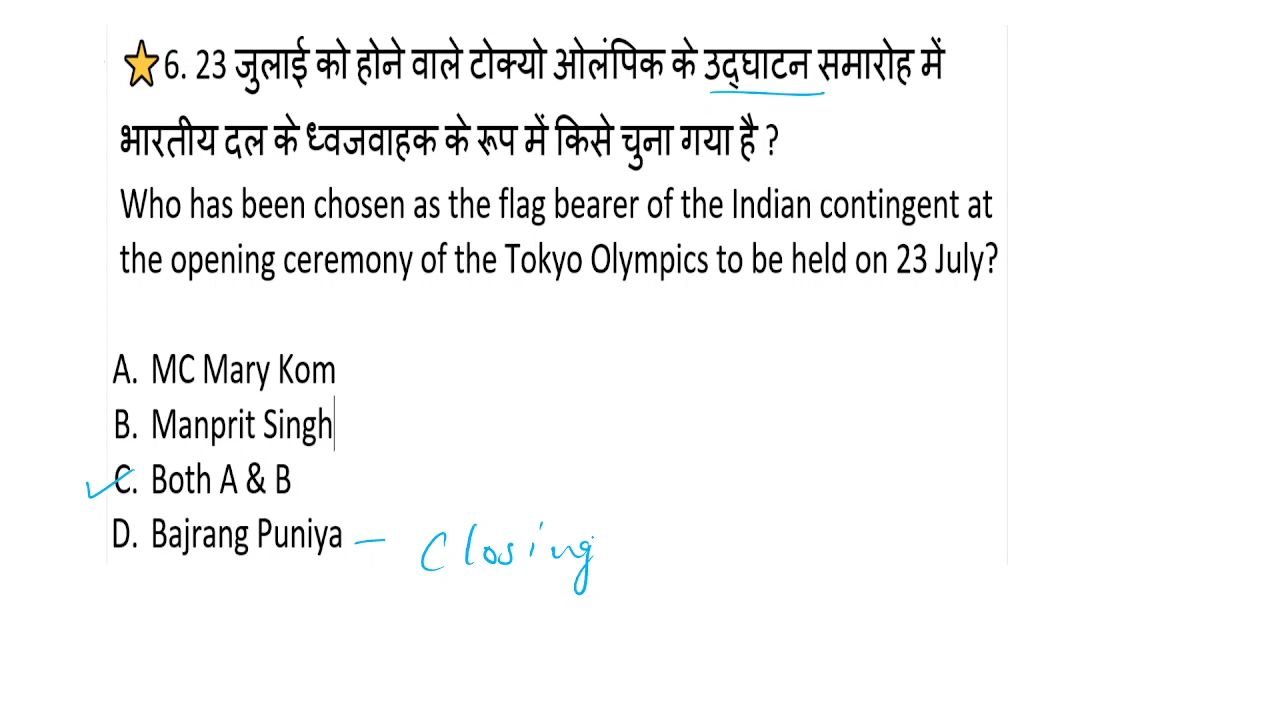 ⭐6. 23 जुलाई को होने वाले टोक्यो ओलंपिक के उद्घाटन समारोह में
भारतीय दल के ध्वजवाहक के रूप में किसे चुना गया है ?
Who has been chosen as the flag bearer of the Indian contingent at
the opening ceremony of the Tokyo Olympics to be held on 23 July?
A. MC Mary Kom
B. Manprit Singh
C. Both A & B
D. Bajrang Puniya – Closing